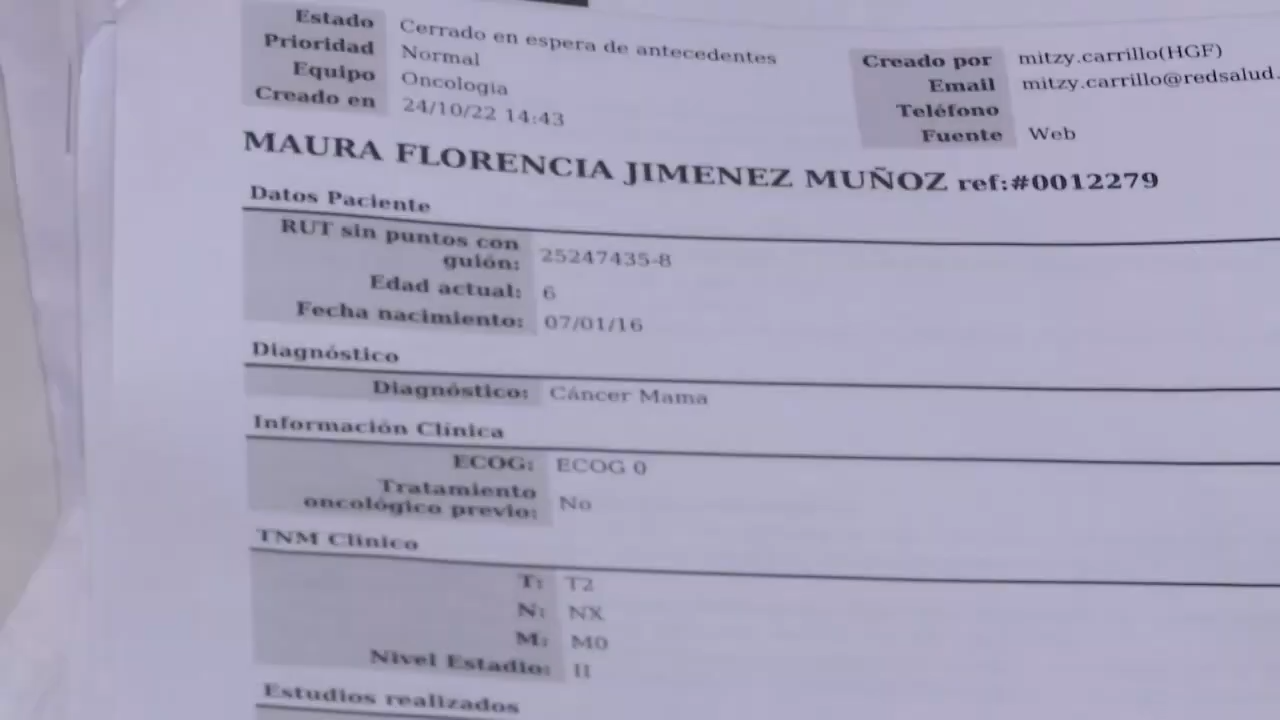 Estado Cerrado en espera de antecedentes
Prioridad Normal
Equipo Oncologia
Creado en 24/10/22 14:43
Creado por mitzy.carrillo(HGF)
Email mitzy.carrillo@redsalud.
Teléfono
Fuente Web
MAURA FLORENCIA JIMENEZ MUÑOZ ref:#0012279
Datos Paciente
RUT sin puntos con
guión: 25247435-8
Edad actual: 6
Fecha nacimiento: 07/01/16
Diagnóstico
Diagnóstico: Cáncer Mama
Información Clínica
ECOG: ECOG 0
Tratamiento
oncológico previo: No
TNM Clinico
T: T2
N: NX
M: M0
Nivel Estadio: II
Estudios realizados